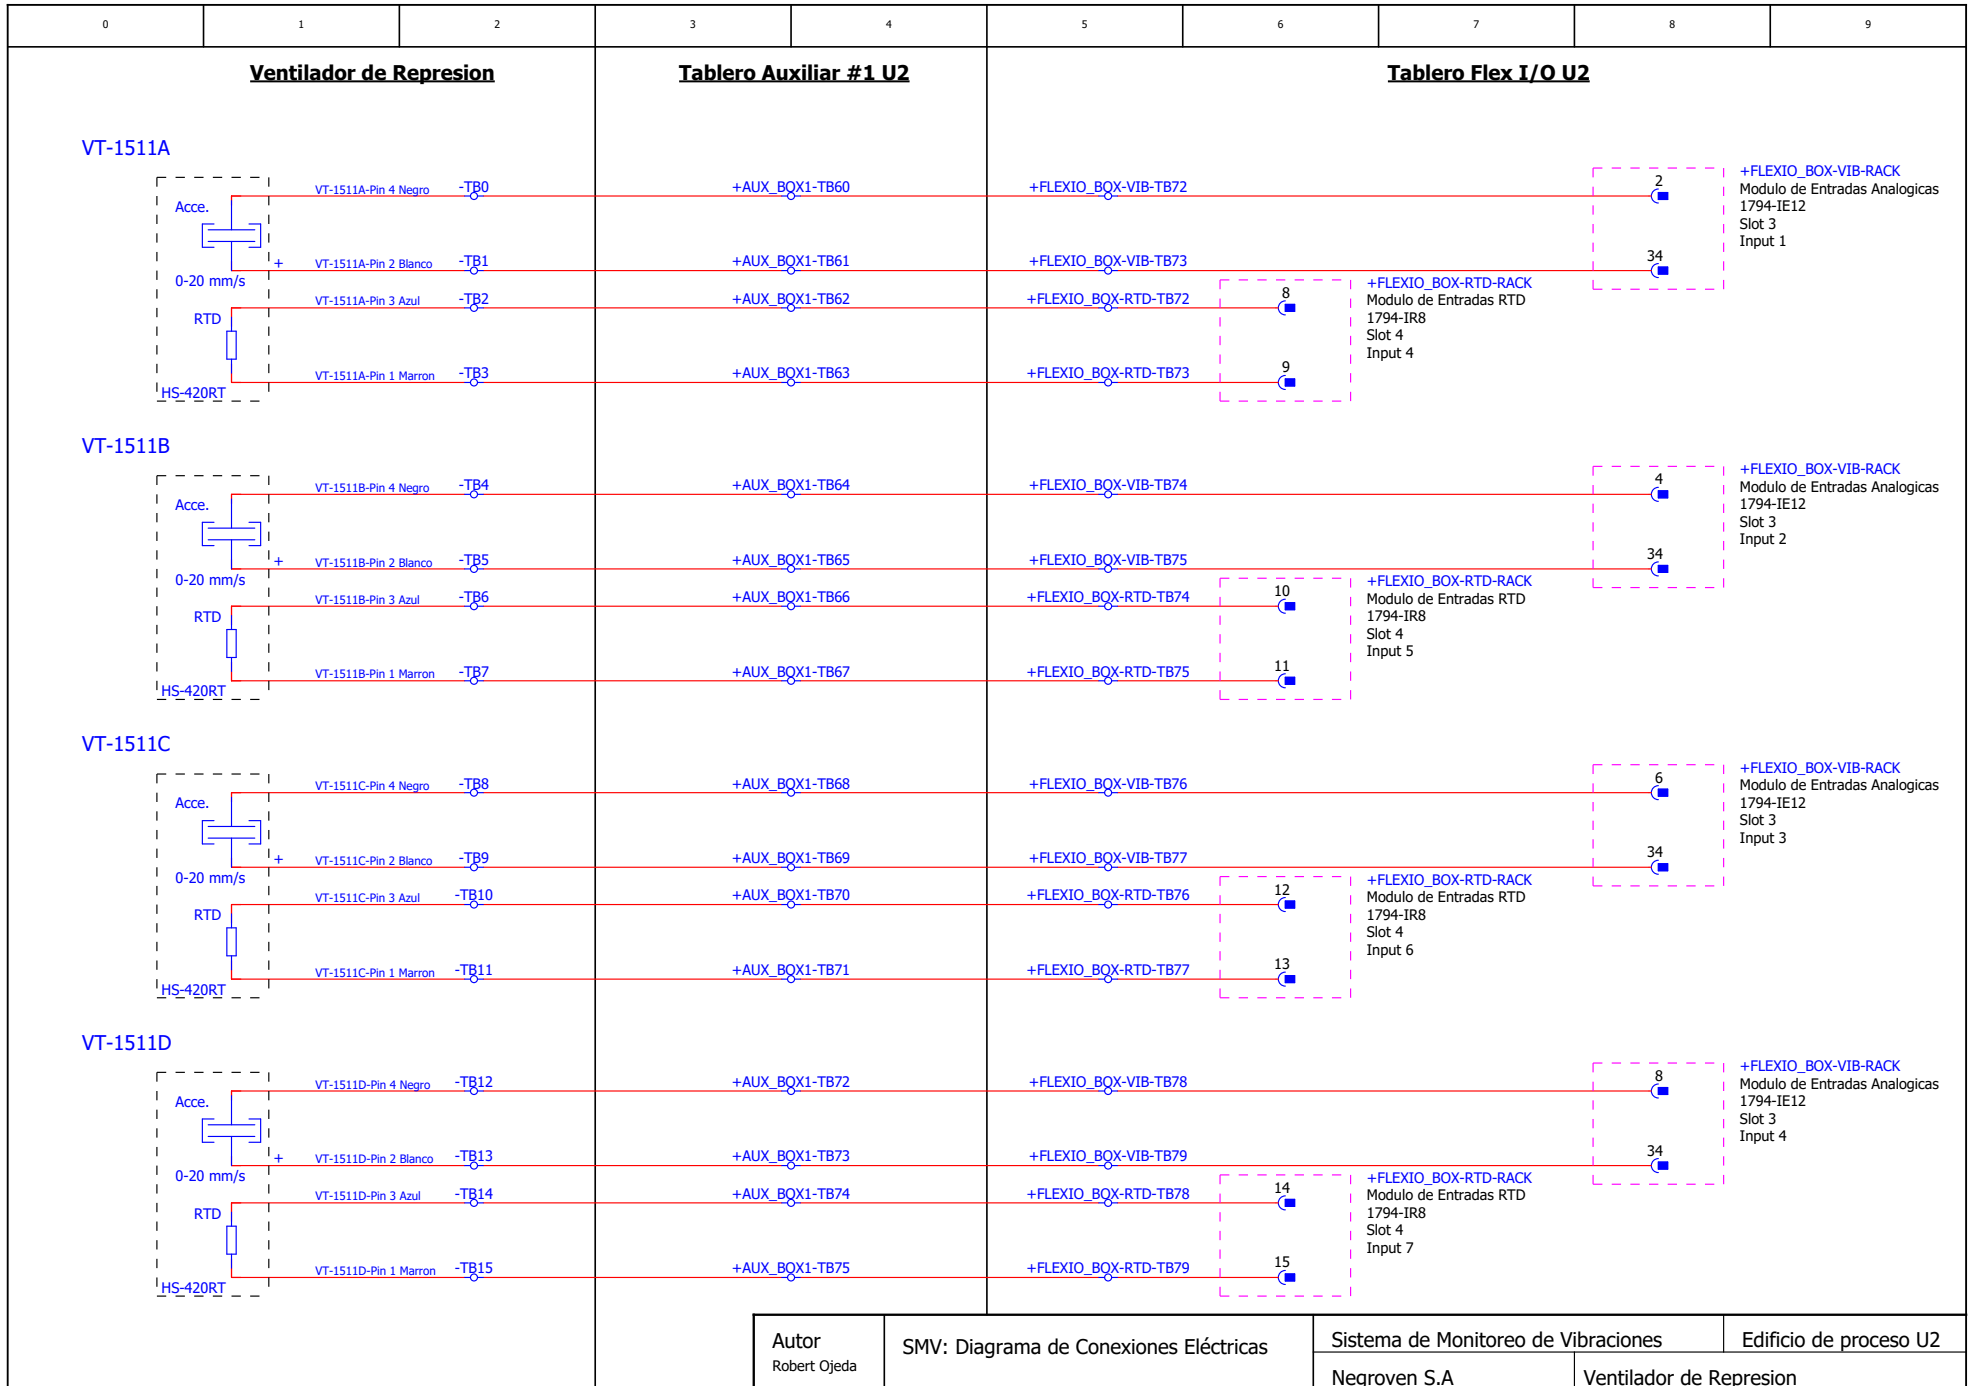 0 1 2 3 4 5 6 7 8 9
Ventilador de Represion
Tablero Auxiliar #1 U2
Tablero Flex I/O U2
VT-1511A
Acce.
+
0-20 mm/s
RTD
HS-420RT
VT-1511A-Pin 4 Negro -TB0 +AUX_BOX1-TB60 +FLEXIO_BOX-VIB-TB72 2
VT-1511A-Pin 2 Blanco -TB1 +AUX_BOX1-TB61 +FLEXIO_BOX-VIB-TB73 34
VT-1511A-Pin 3 Azul -TB2 +AUX_BOX1-TB62 +FLEXIO_BOX-RTD-TB72 8
VT-1511A-Pin 1 Marron -TB3 +AUX_BOX1-TB63 +FLEXIO_BOX-RTD-TB73 9
+FLEXIO_BOX-RTD-RACK
Modulo de Entradas RTD
1794-IR8
Slot 4
Input 4
+FLEXIO_BOX-VIB-RACK
Modulo de Entradas Analogicas
1794-IE12
Slot 3
Input 1
VT-1511B
Acce.
+
0-20 mm/s
RTD
HS-420RT
VT-1511B-Pin 4 Negro -TB4 +AUX_BOX1-TB64 +FLEXIO_BOX-VIB-TB74 4
VT-1511B-Pin 2 Blanco -TB5 +AUX_BOX1-TB65 +FLEXIO_BOX-VIB-TB75 34
VT-1511B-Pin 3 Azul -TB6 +AUX_BOX1-TB66 +FLEXIO_BOX-RTD-TB74 10
VT-1511B-Pin 1 Marron -TB7 +AUX_BOX1-TB67 +FLEXIO_BOX-RTD-TB75 11
+FLEXIO_BOX-RTD-RACK
Modulo de Entradas RTD
1794-IR8
Slot 4
Input 5
+FLEXIO_BOX-VIB-RACK
Modulo de Entradas Analogicas
1794-IE12
Slot 3
Input 2
VT-1511C
Acce.
+
0-20 mm/s
RTD
HS-420RT
VT-1511C-Pin 4 Negro -TB8 +AUX_BOX1-TB68 +FLEXIO_BOX-VIB-TB76 6
VT-1511C-Pin 2 Blanco -TB9 +AUX_BOX1-TB69 +FLEXIO_BOX-VIB-TB77 34
VT-1511C-Pin 3 Azul -TB10 +AUX_BOX1-TB70 +FLEXIO_BOX-RTD-TB76 12
VT-1511C-Pin 1 Marron -TB11 +AUX_BOX1-TB71 +FLEXIO_BOX-RTD-TB77 13
+FLEXIO_BOX-RTD-RACK
Modulo de Entradas RTD
1794-IR8
Slot 4
Input 6
+FLEXIO_BOX-VIB-RACK
Modulo de Entradas Analogicas
1794-IE12
Slot 3
Input 3
VT-1511D
Acce.
+
0-20 mm/s
RTD
HS-420RT
VT-1511D-Pin 4 Negro -TB12 +AUX_BOX1-TB72 +FLEXIO_BOX-VIB-TB78 8
VT-1511D-Pin 2 Blanco -TB13 +AUX_BOX1-TB73 +FLEXIO_BOX-VIB-TB79 34
VT-1511D-Pin 3 Azul -TB14 +AUX_BOX1-TB74 +FLEXIO_BOX-RTD-TB78 14
VT-1511D-Pin 1 Marron -TB15 +AUX_BOX1-TB75 +FLEXIO_BOX-RTD-TB79 15
+FLEXIO_BOX-RTD-RACK
Modulo de Entradas RTD
1794-IR8
Slot 4
Input 7
+FLEXIO_BOX-VIB-RACK
Modulo de Entradas Analogicas
1794-IE12
Slot 3
Input 4
Autor
Robert Ojeda
SMV: Diagrama de Conexiones Eléctricas
Sistema de Monitoreo de Vibraciones
Edificio de proceso U2
Negroven S.A
Ventilador de Represion